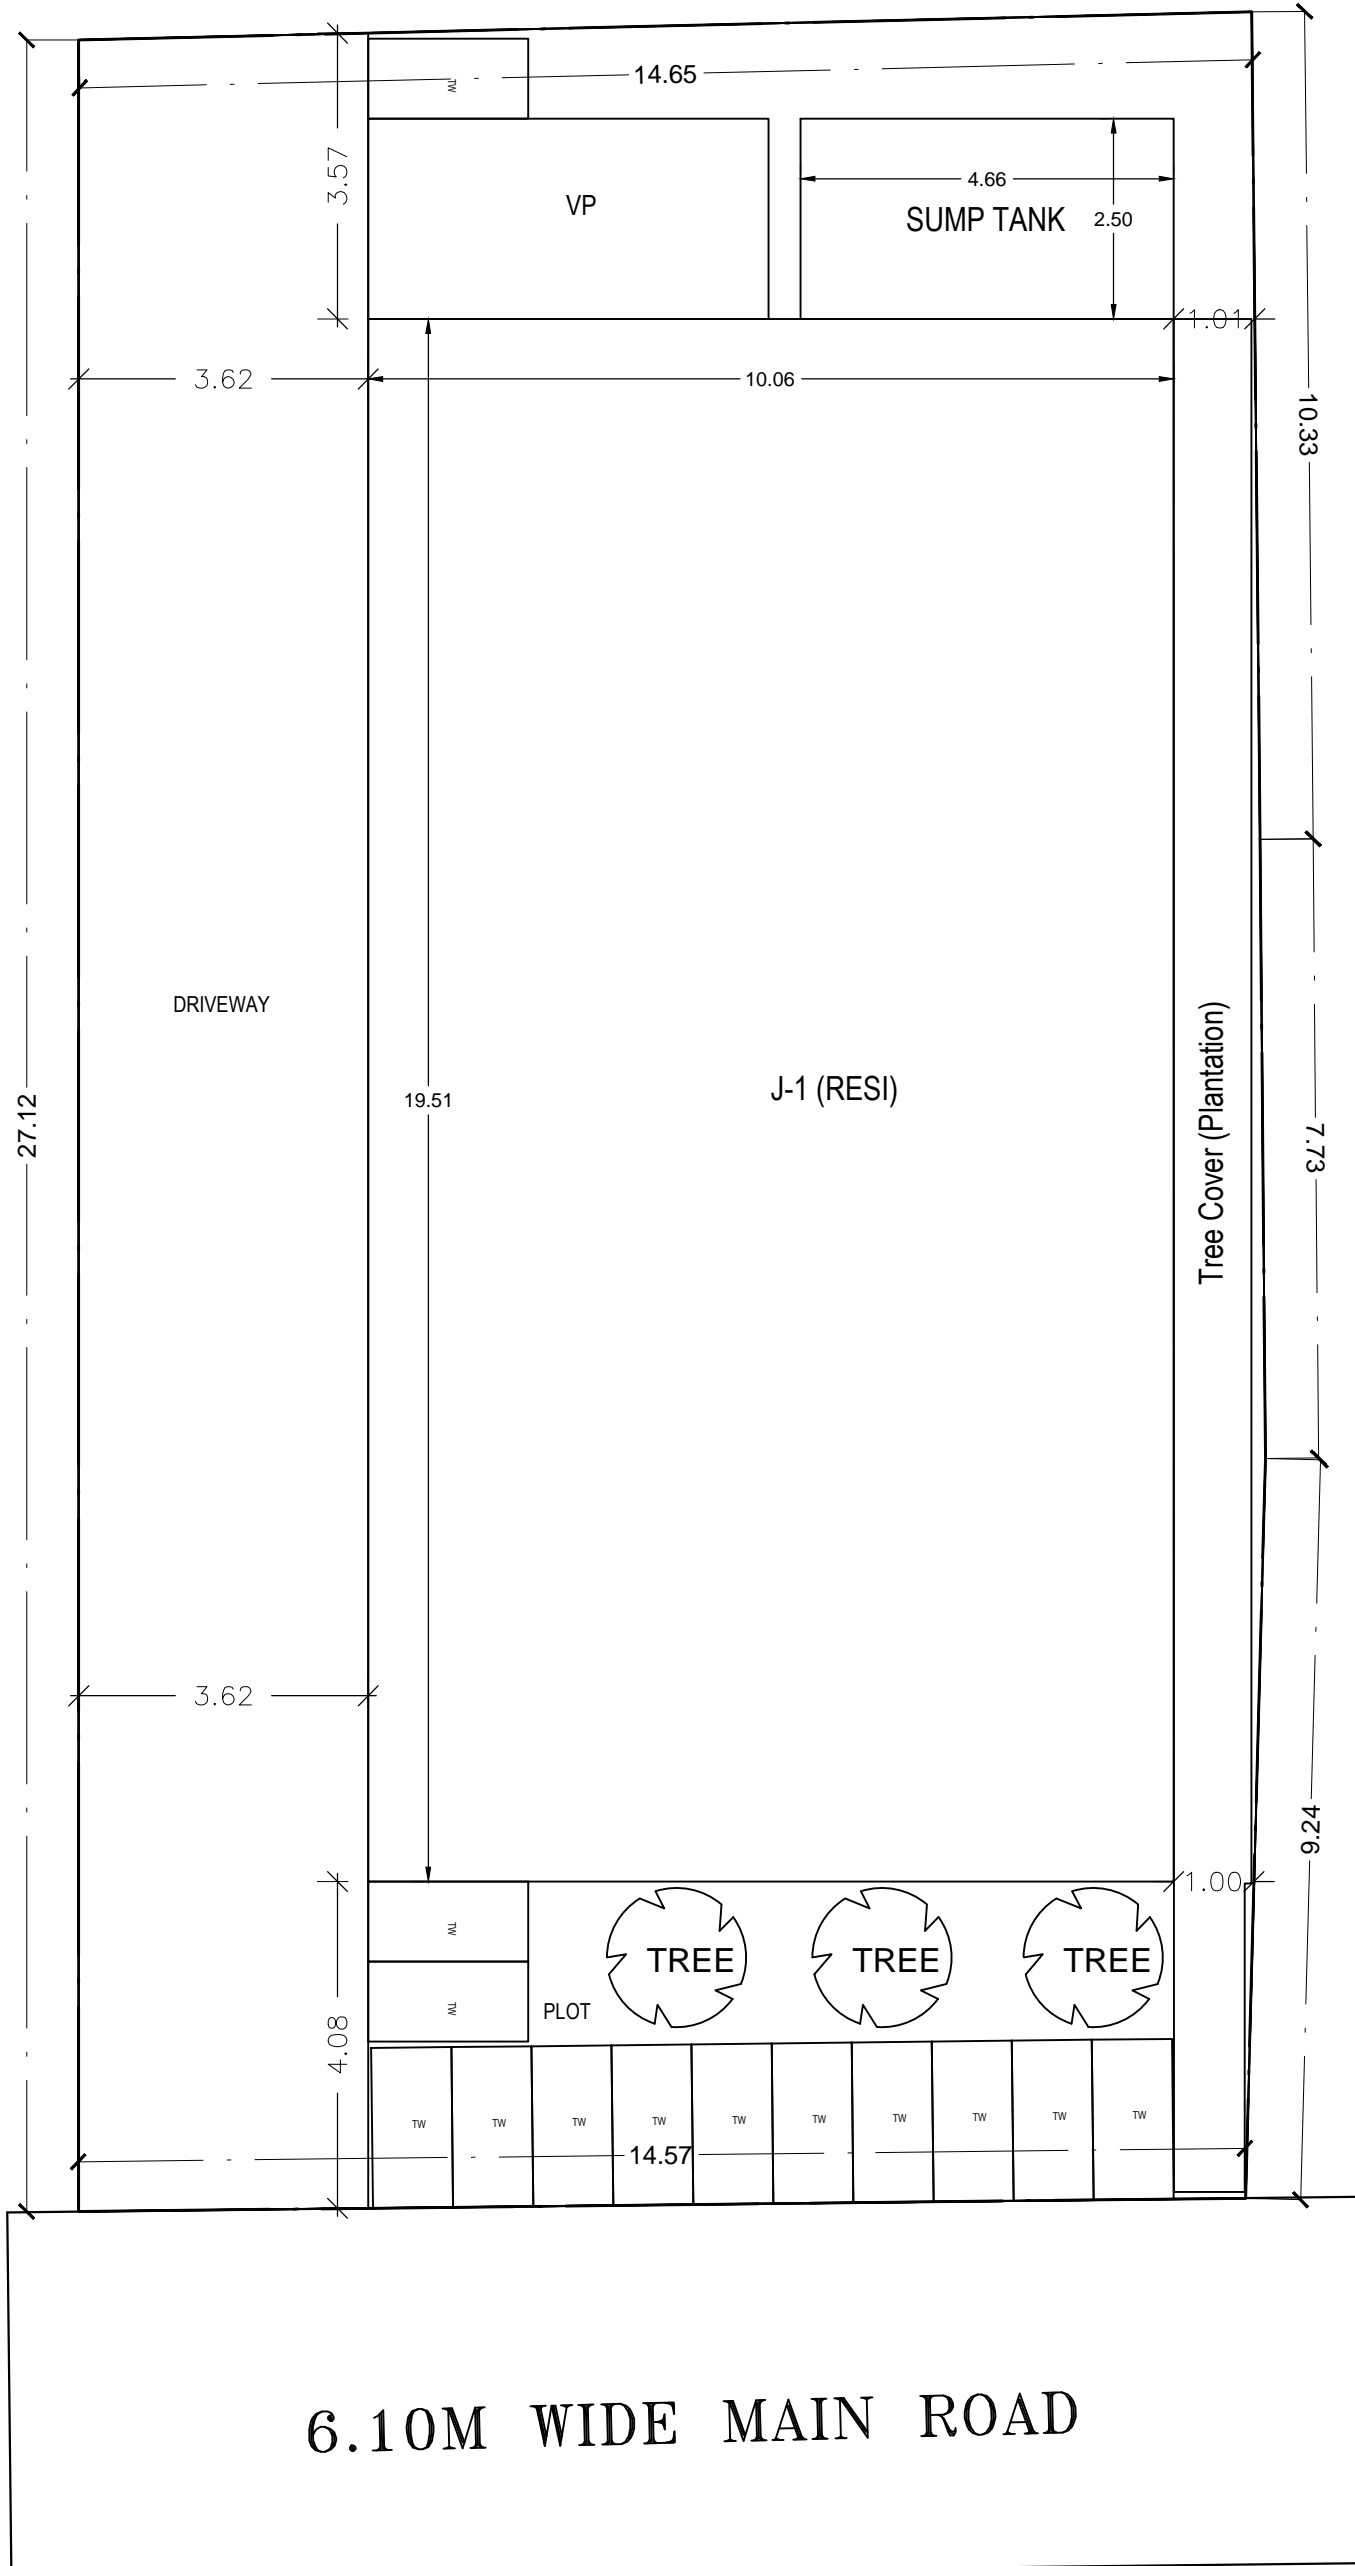 14.65
TW
3.57
VP
4.66
SUMP TANK
2.50
1.01
3.62
10.06
10.33
DRIVEWAY
27.12
19.51
J-1 (RESI)
Tree Cover (Plantation)
7.73
3.62
9.24
1.00
TW
TREE
TREE
TREE
TW
PLOT
4.08
TW
TW
TW
TW
TW
TW
TW
TW
TW
TW
14.57
6.10M WIDE MAIN ROAD